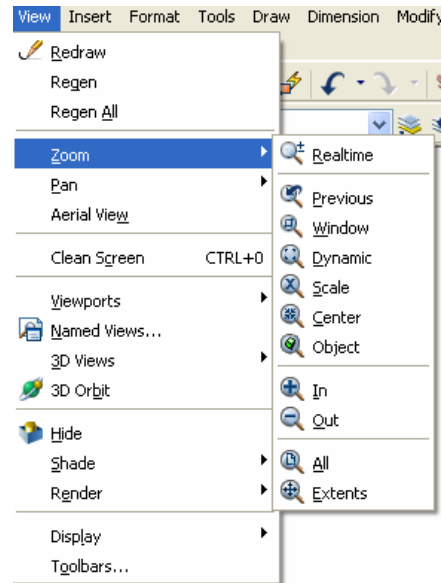 View Insert Format Tools Draw Dimension Modify
Redraw
Regen
Regen All
Zoom
Pan
Aerial View
Clean Screen CTRL+0
Viewports
Named Views...
3D Views
3D Orbit
Hide
Shade
Render
Display
Toolbars...
Realtime
Previous
Window
Dynamic
Scale
Center
Object
In
Out
All
Extents